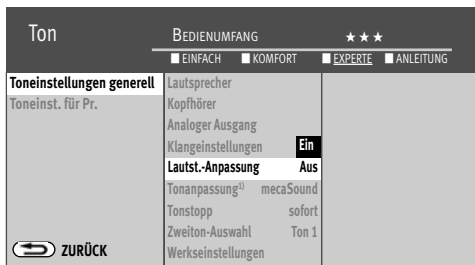 Ton
BEDIENUMFANG ★★★
EINFACH KOMFORT EXPERTE ANLEITUNG
Toneinstellungen generell
Toneinst. für Pr.
Lautsprecher
Kopfhörer
Analoger Ausgang
Klangeinstellungen Ein
Lautst.-Anpassung Aus
Tonanpassung¹⁾ mecaSound
Tonstopp sofort
Zweiton-Auswahl Ton 1
Werkseinstellungen
ZURÜCK